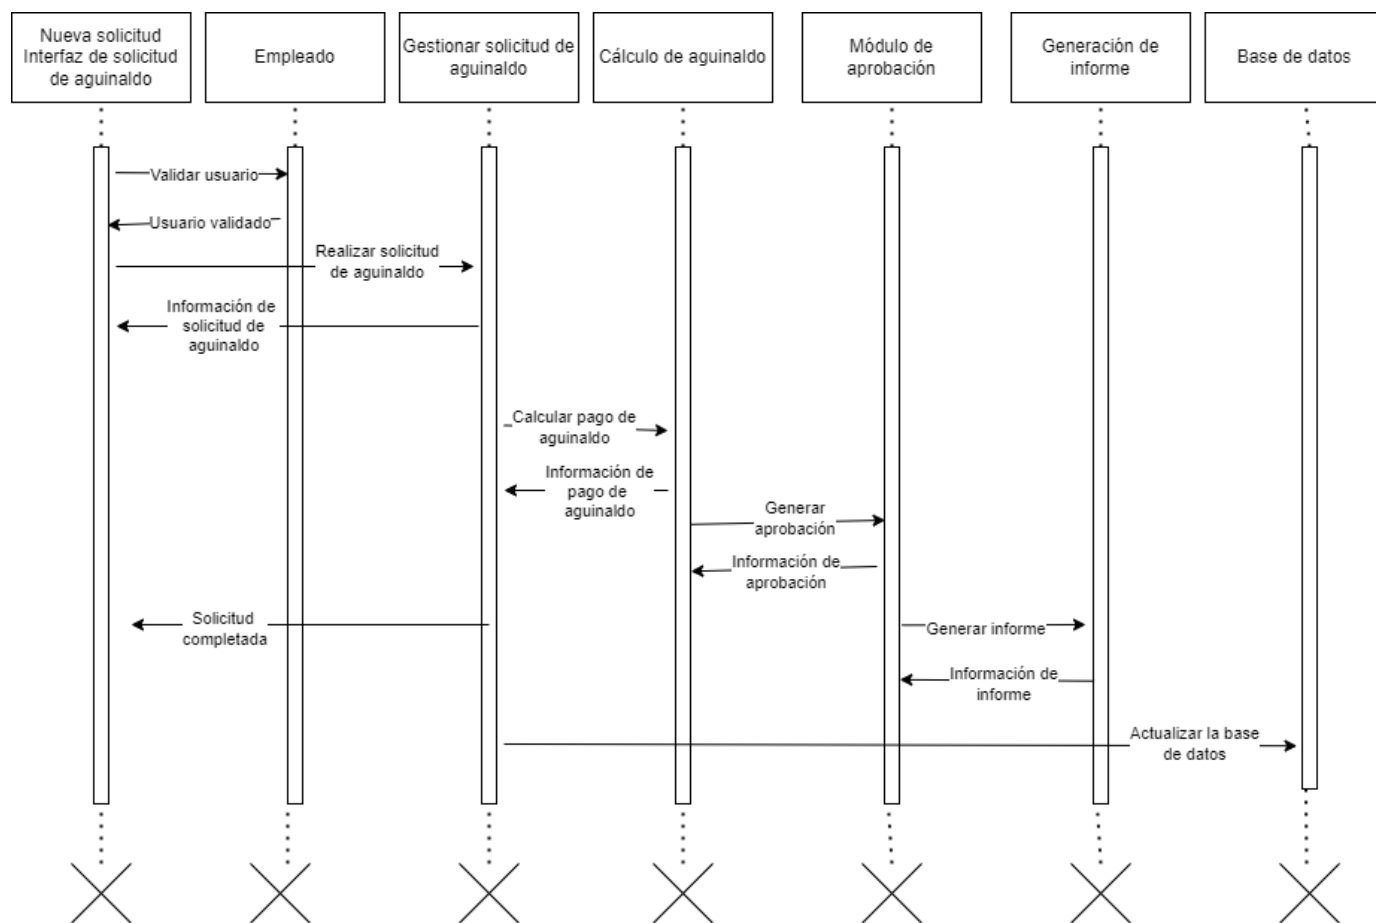 Nueva solicitud
Interfaz de solicitud
de aguinaldo
Empleado
Gestionar solicitud de
aguinaldo
Cálculo de aguinaldo
Módulo de
aprobación
Generación de
informe
Base de datos
Validar usuario
Usuario validado
Realizar solicitud
de aguinaldo
Información de
solicitud de
aguinaldo
Calcular pago de
aguinaldo
Información de
pago de
aguinaldo
Generar
aprobación
Información de
aprobación
Solicitud
completada
Generar informe
Información de
informe
Actualizar la base
de datos